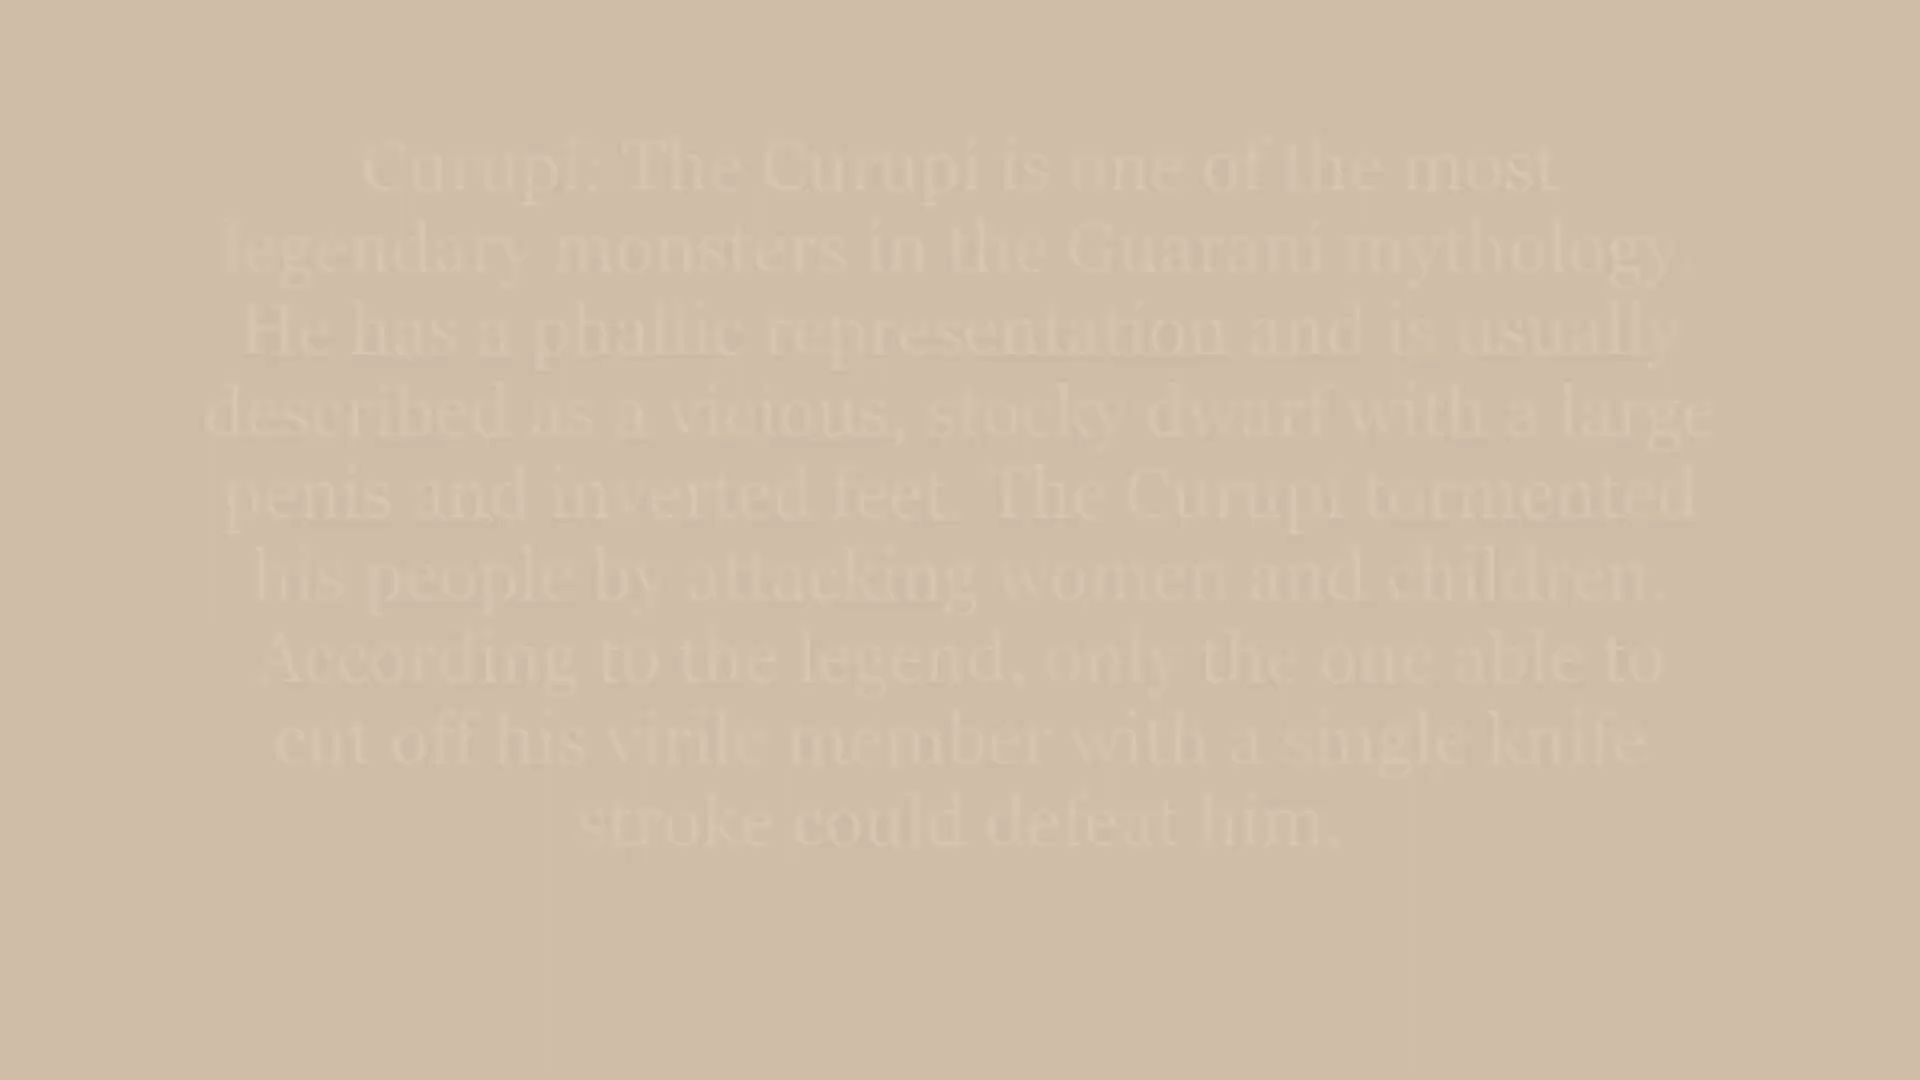 Curupi: The Curupi is one of the most
legendary monsters in the Guarani mythology.
He has a phallic representation and is usually
described as a vicious, stocky dwarf with a large
penis and inverted feet. The Curupi tormented
his people by attacking women and children.
According to the legend, only the one able to
cut off his virile member with a single knife
stroke could defeat him.